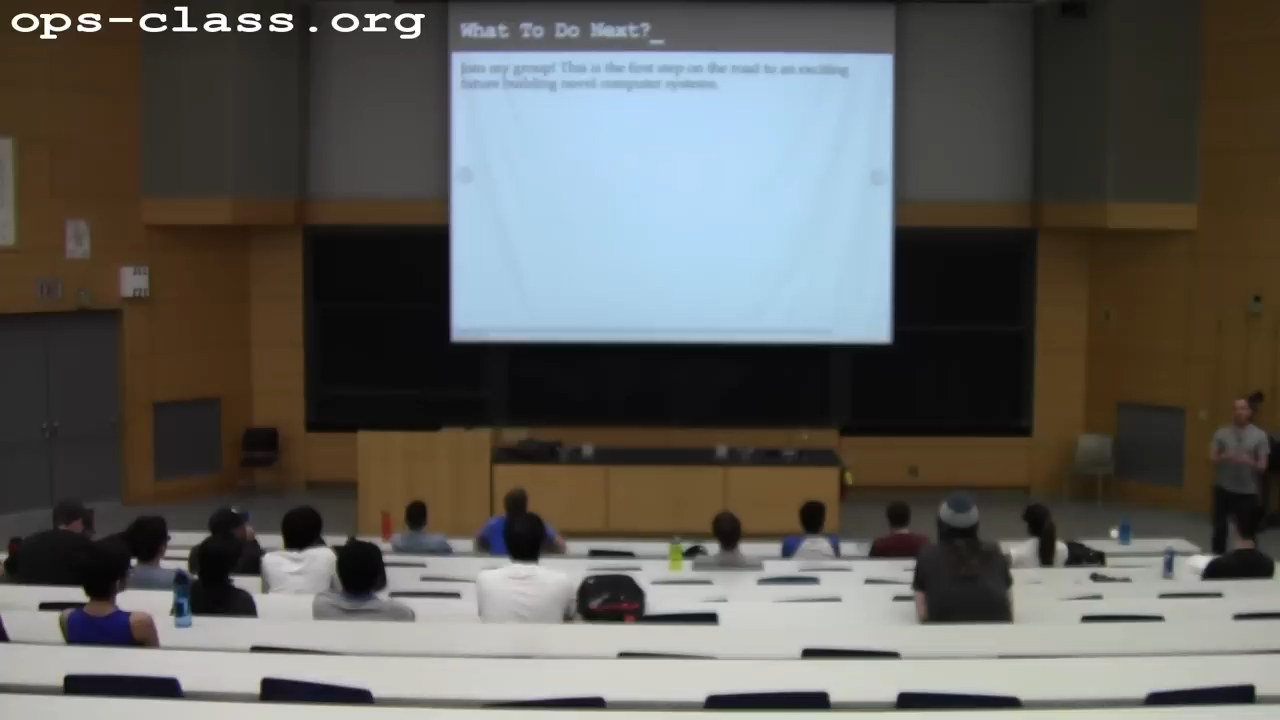 ops-class.org
What To Do Next?_
Join my group! This is the first step on the road to an exciting
future building novel computer systems.